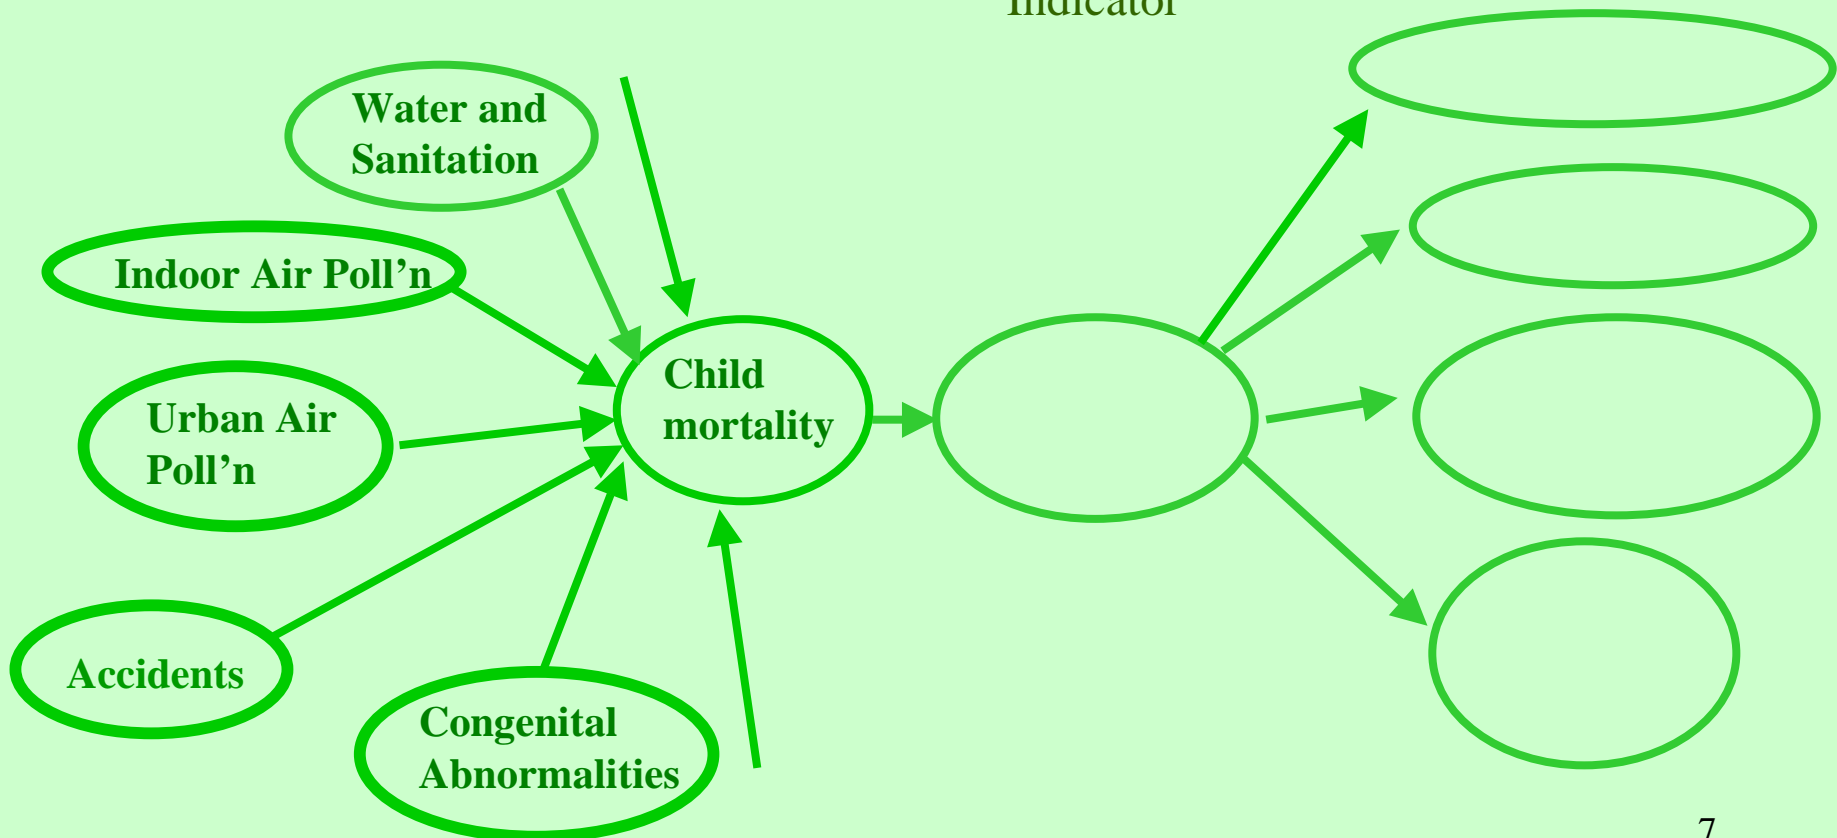 Indicator
Water and
Sanitation
Indoor Air Poll’n
Child
mortality
Urban Air
Poll’n
Accidents
Congenital
Abnormalities
7